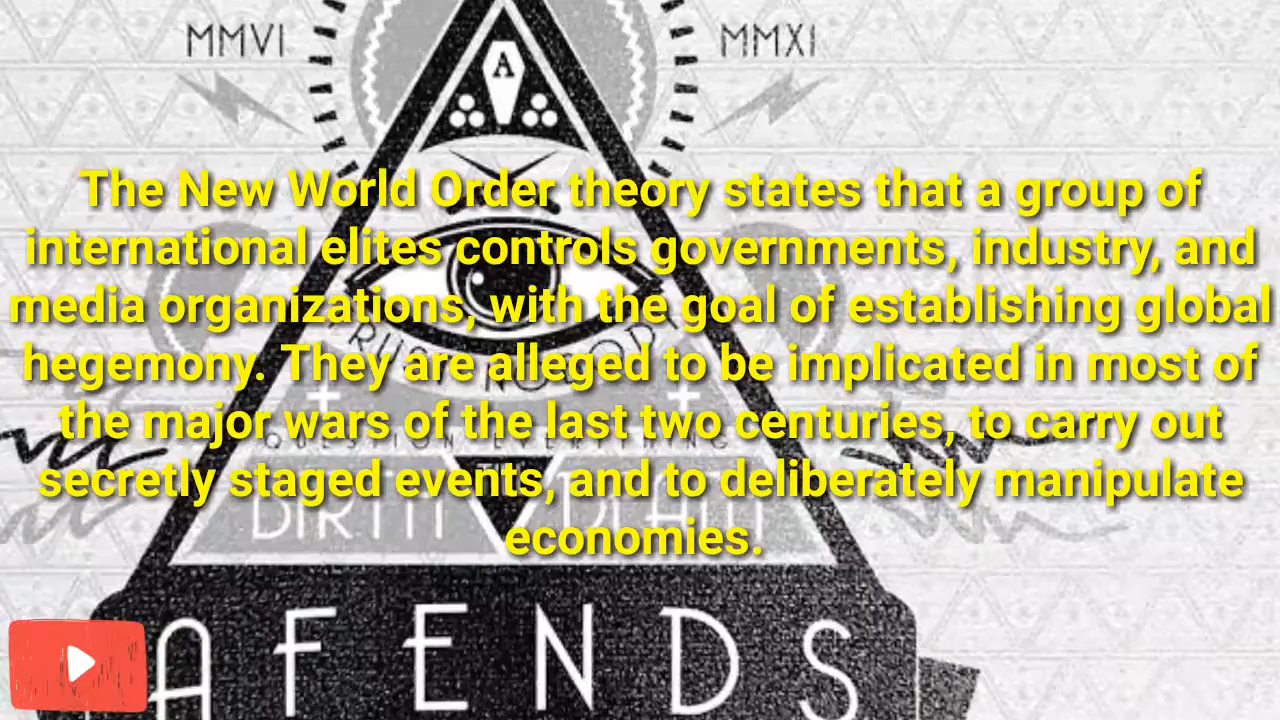 MMVI
MMXI
A
The New World Order theory states that a group of
international elites controls governments, industry, and
media organizations, with the goal of establishing global
hegemony. They are alleged to be implicated in most of
the major wars of the last two centuries, to carry out
secretly staged events, and to deliberately manipulate
economies.
AFENDS